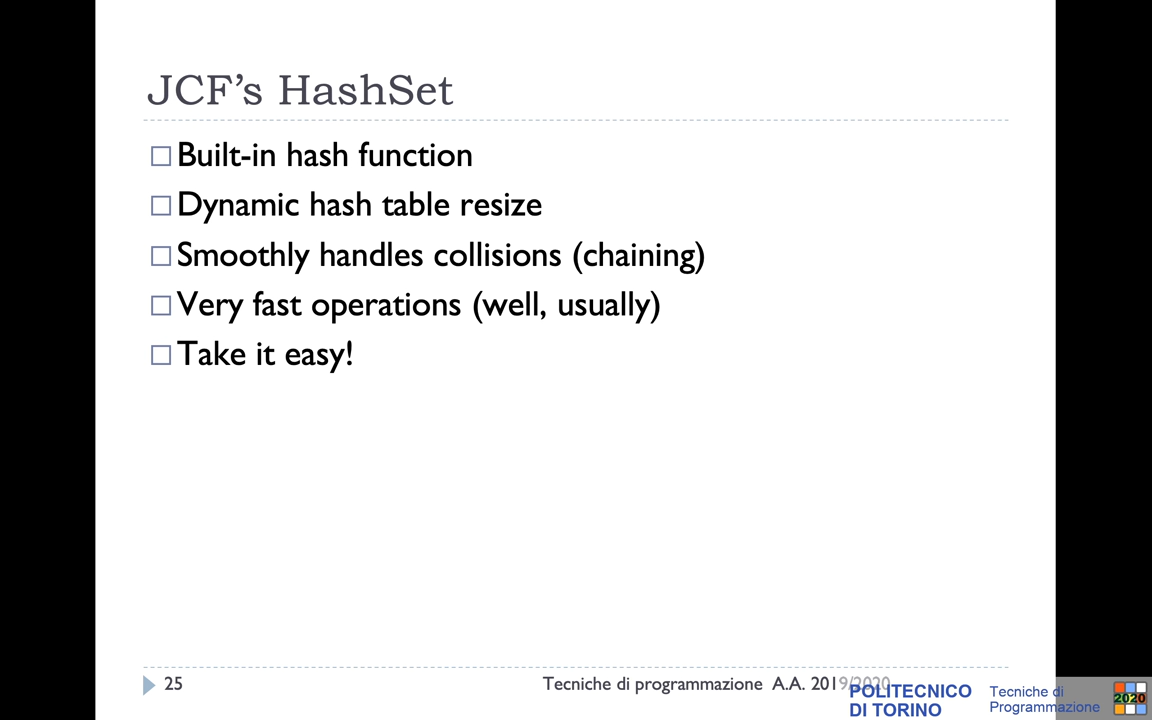 JCF’s HashSet
Built-in hash function
Dynamic hash table resize
Smoothly handles collisions (chaining)
Very fast operations (well, usually)
Take it easy!
25
Tecniche di programmazione A.A. 2019/2020
POLITECNICO
DI TORINO
Tecniche di
Programmazione
2020